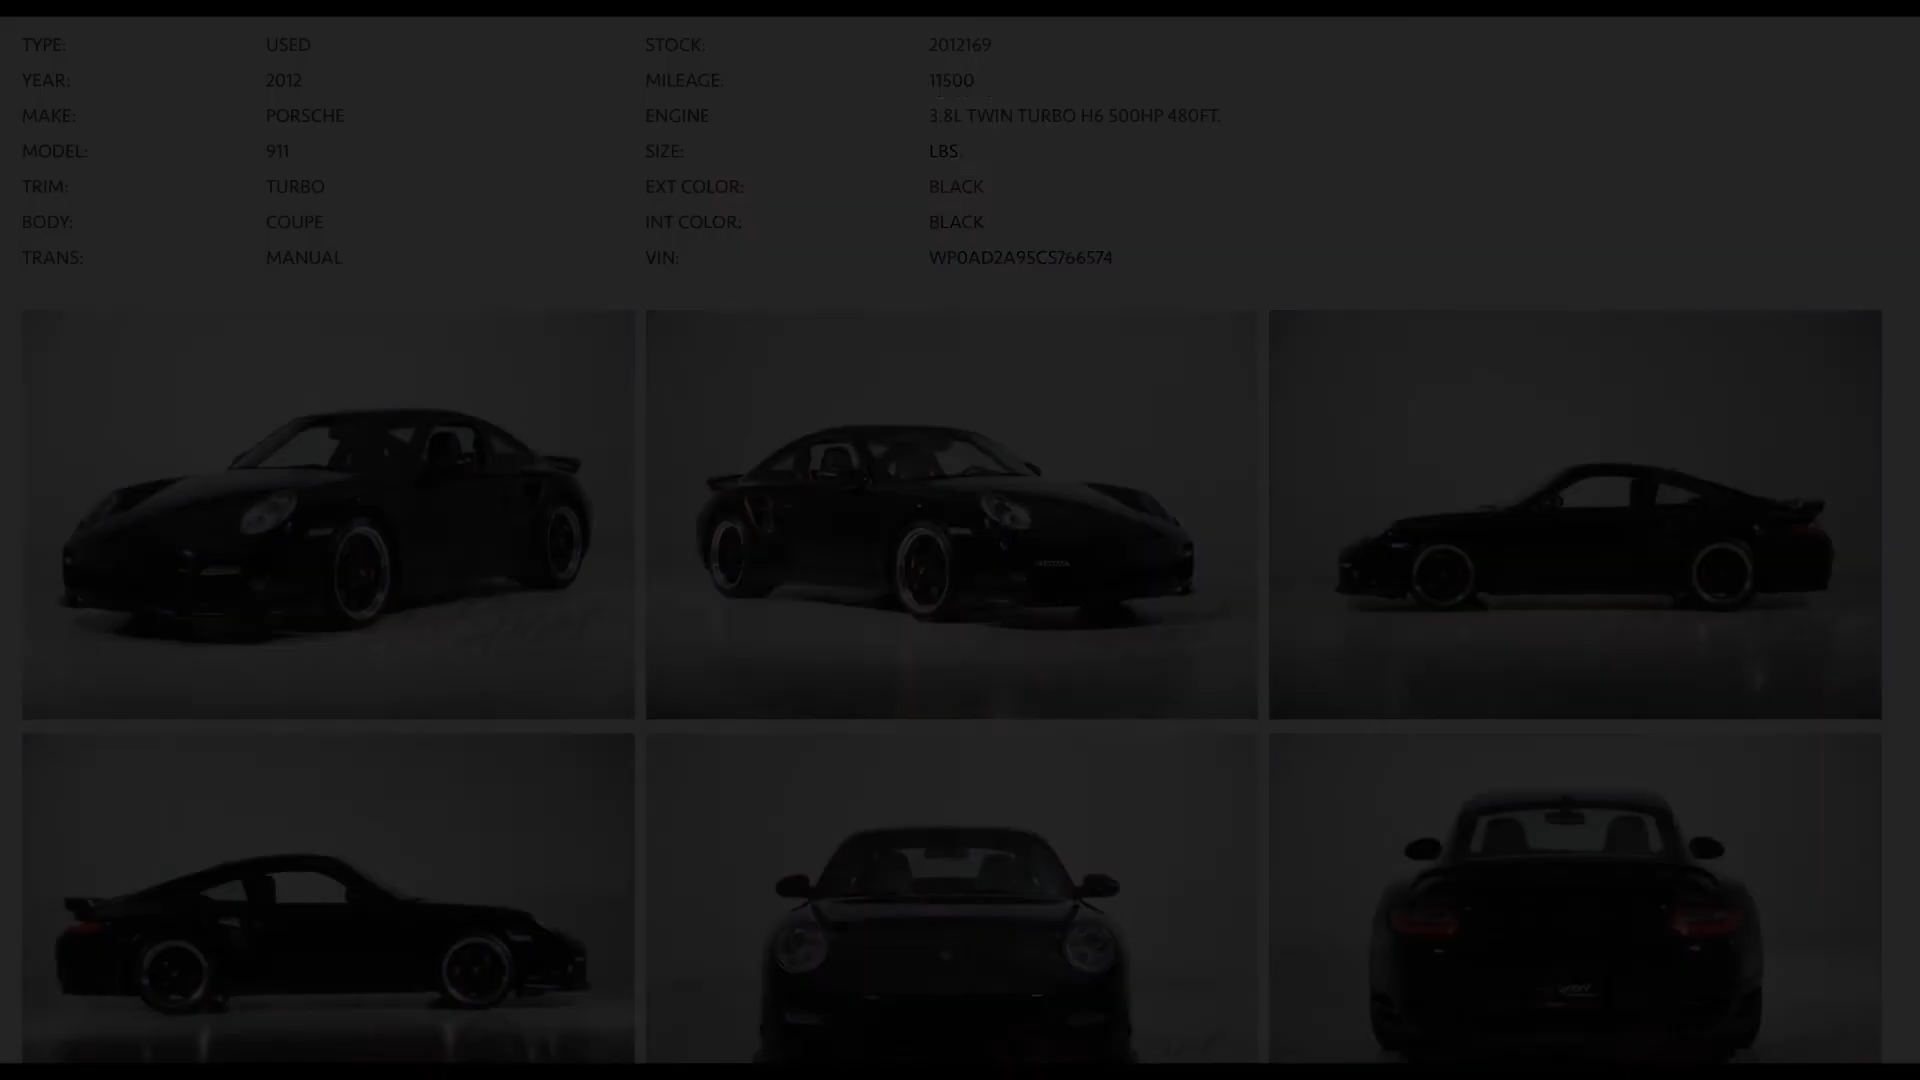 TYPE: USED STOCK: 2012169
YEAR: 2012 MILEAGE: 11500
MAKE: PORSCHE ENGINE 3.8L TWIN TURBO H6 500HP 480FT.
MODEL: 911 SIZE: LBS
TRIM: TURBO EXT COLOR: BLACK
BODY: COUPE INT COLOR: BLACK
TRANS: MANUAL VIN: WP0AD2A95CS766574